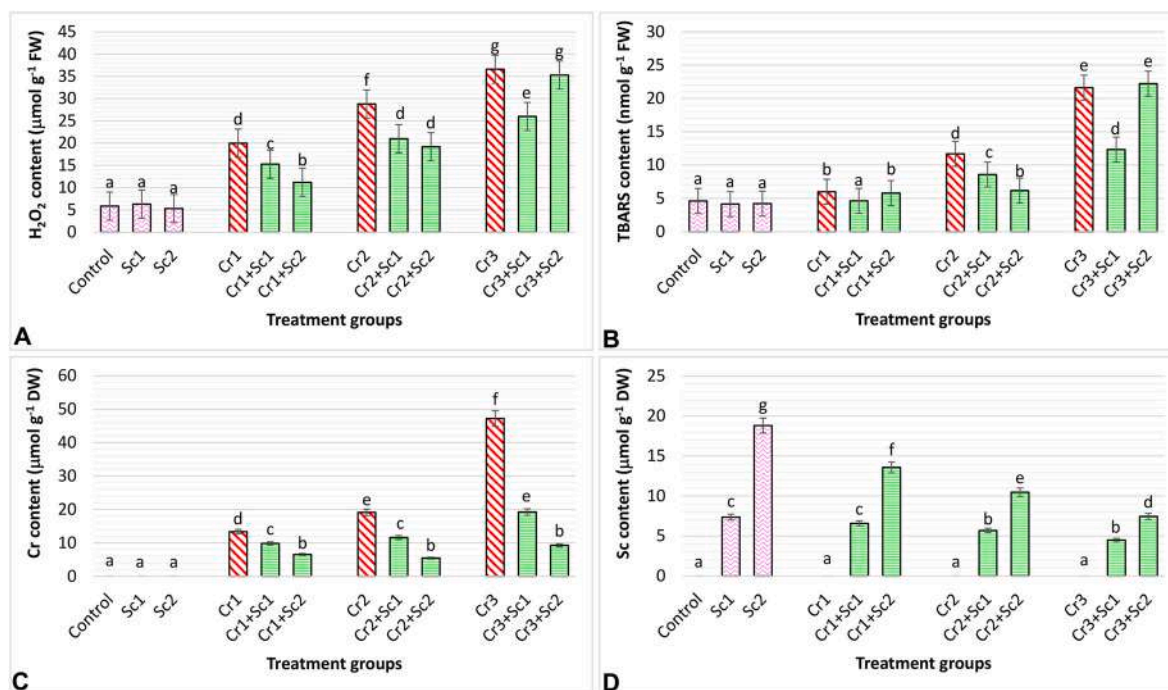 H₂O₂ content (μmol g⁻¹ FW)
45
40
35
30
25
20
15
10
5
0
a a a d c b f d d g e g
Control Sc1 Sc2 Cr1 Cr1+Sc1 Cr1+Sc2 Cr2 Cr2+Sc1 Cr2+Sc2 Cr3 Cr3+Sc1 Cr3+Sc2
Treatment groups
A
TBARS content (nmol g⁻¹ FW)
30
25
20
15
10
5
0
a a a b a b d c b e d e
Control Sc1 Sc2 Cr1 Cr1+Sc1 Cr1+Sc2 Cr2 Cr2+Sc1 Cr2+Sc2 Cr3 Cr3+Sc1 Cr3+Sc2
Treatment groups
B
Cr content (μmol g⁻¹ DW)
60
50
40
30
20
10
0
a a a d c b e c b f e b
Control Sc1 Sc2 Cr1 Cr1+Sc1 Cr1+Sc2 Cr2 Cr2+Sc1 Cr2+Sc2 Cr3 Cr3+Sc1 Cr3+Sc2
Treatment groups
C
Sc content (μmol g⁻¹ DW)
25
20
15
10
5
0
a c g a c f a b e a b d
Control Sc1 Sc2 Cr1 Cr1+Sc1 Cr1+Sc2 Cr2 Cr2+Sc1 Cr2+Sc2 Cr3 Cr3+Sc1 Cr3+Sc2
Treatment groups
D